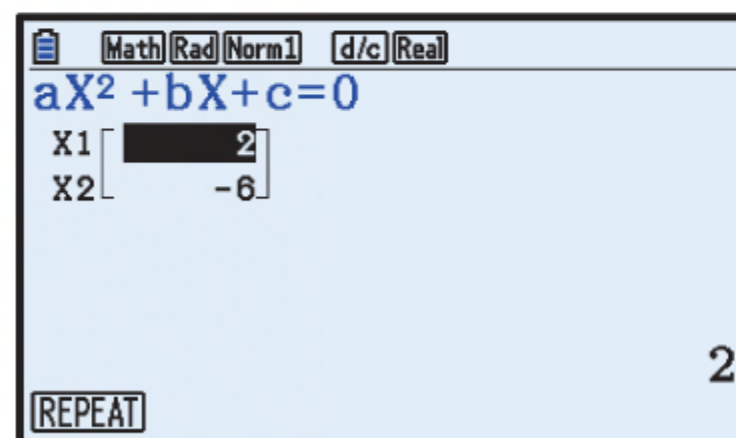 Math Rad Norm1 d/c Real
aX² +bX+c=0
X1 2
X2 -6
2
REPEAT